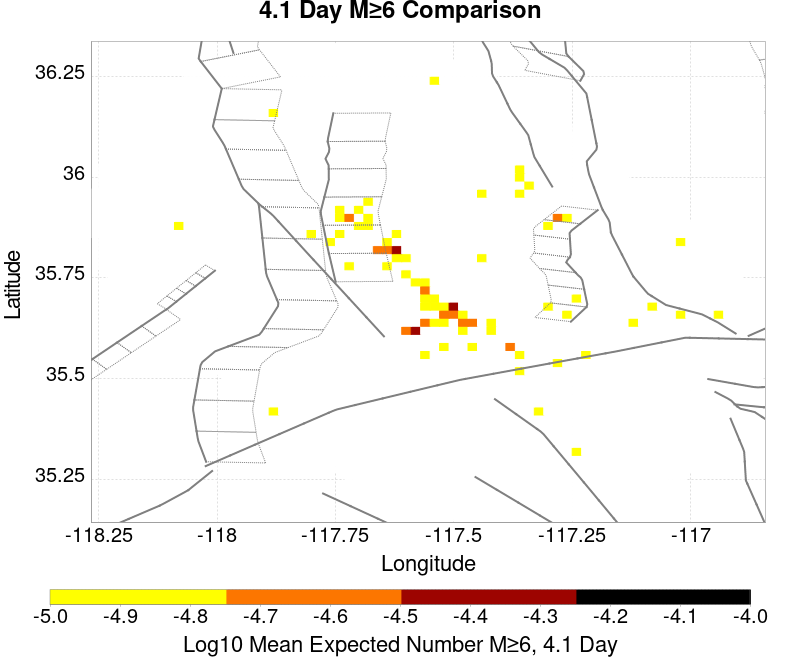 4.1 Day M≥6 Comparison
36.25
36
35.75
35.5
35.25
Latitude
-118.25 -118 -117.75 -117.5 -117.25 -117
Longitude
-5.0 -4.9 -4.8 -4.7 -4.6 -4.5 -4.4 -4.3 -4.2 -4.1 -4.0
Log10 Mean Expected Number M≥6, 4.1 Day